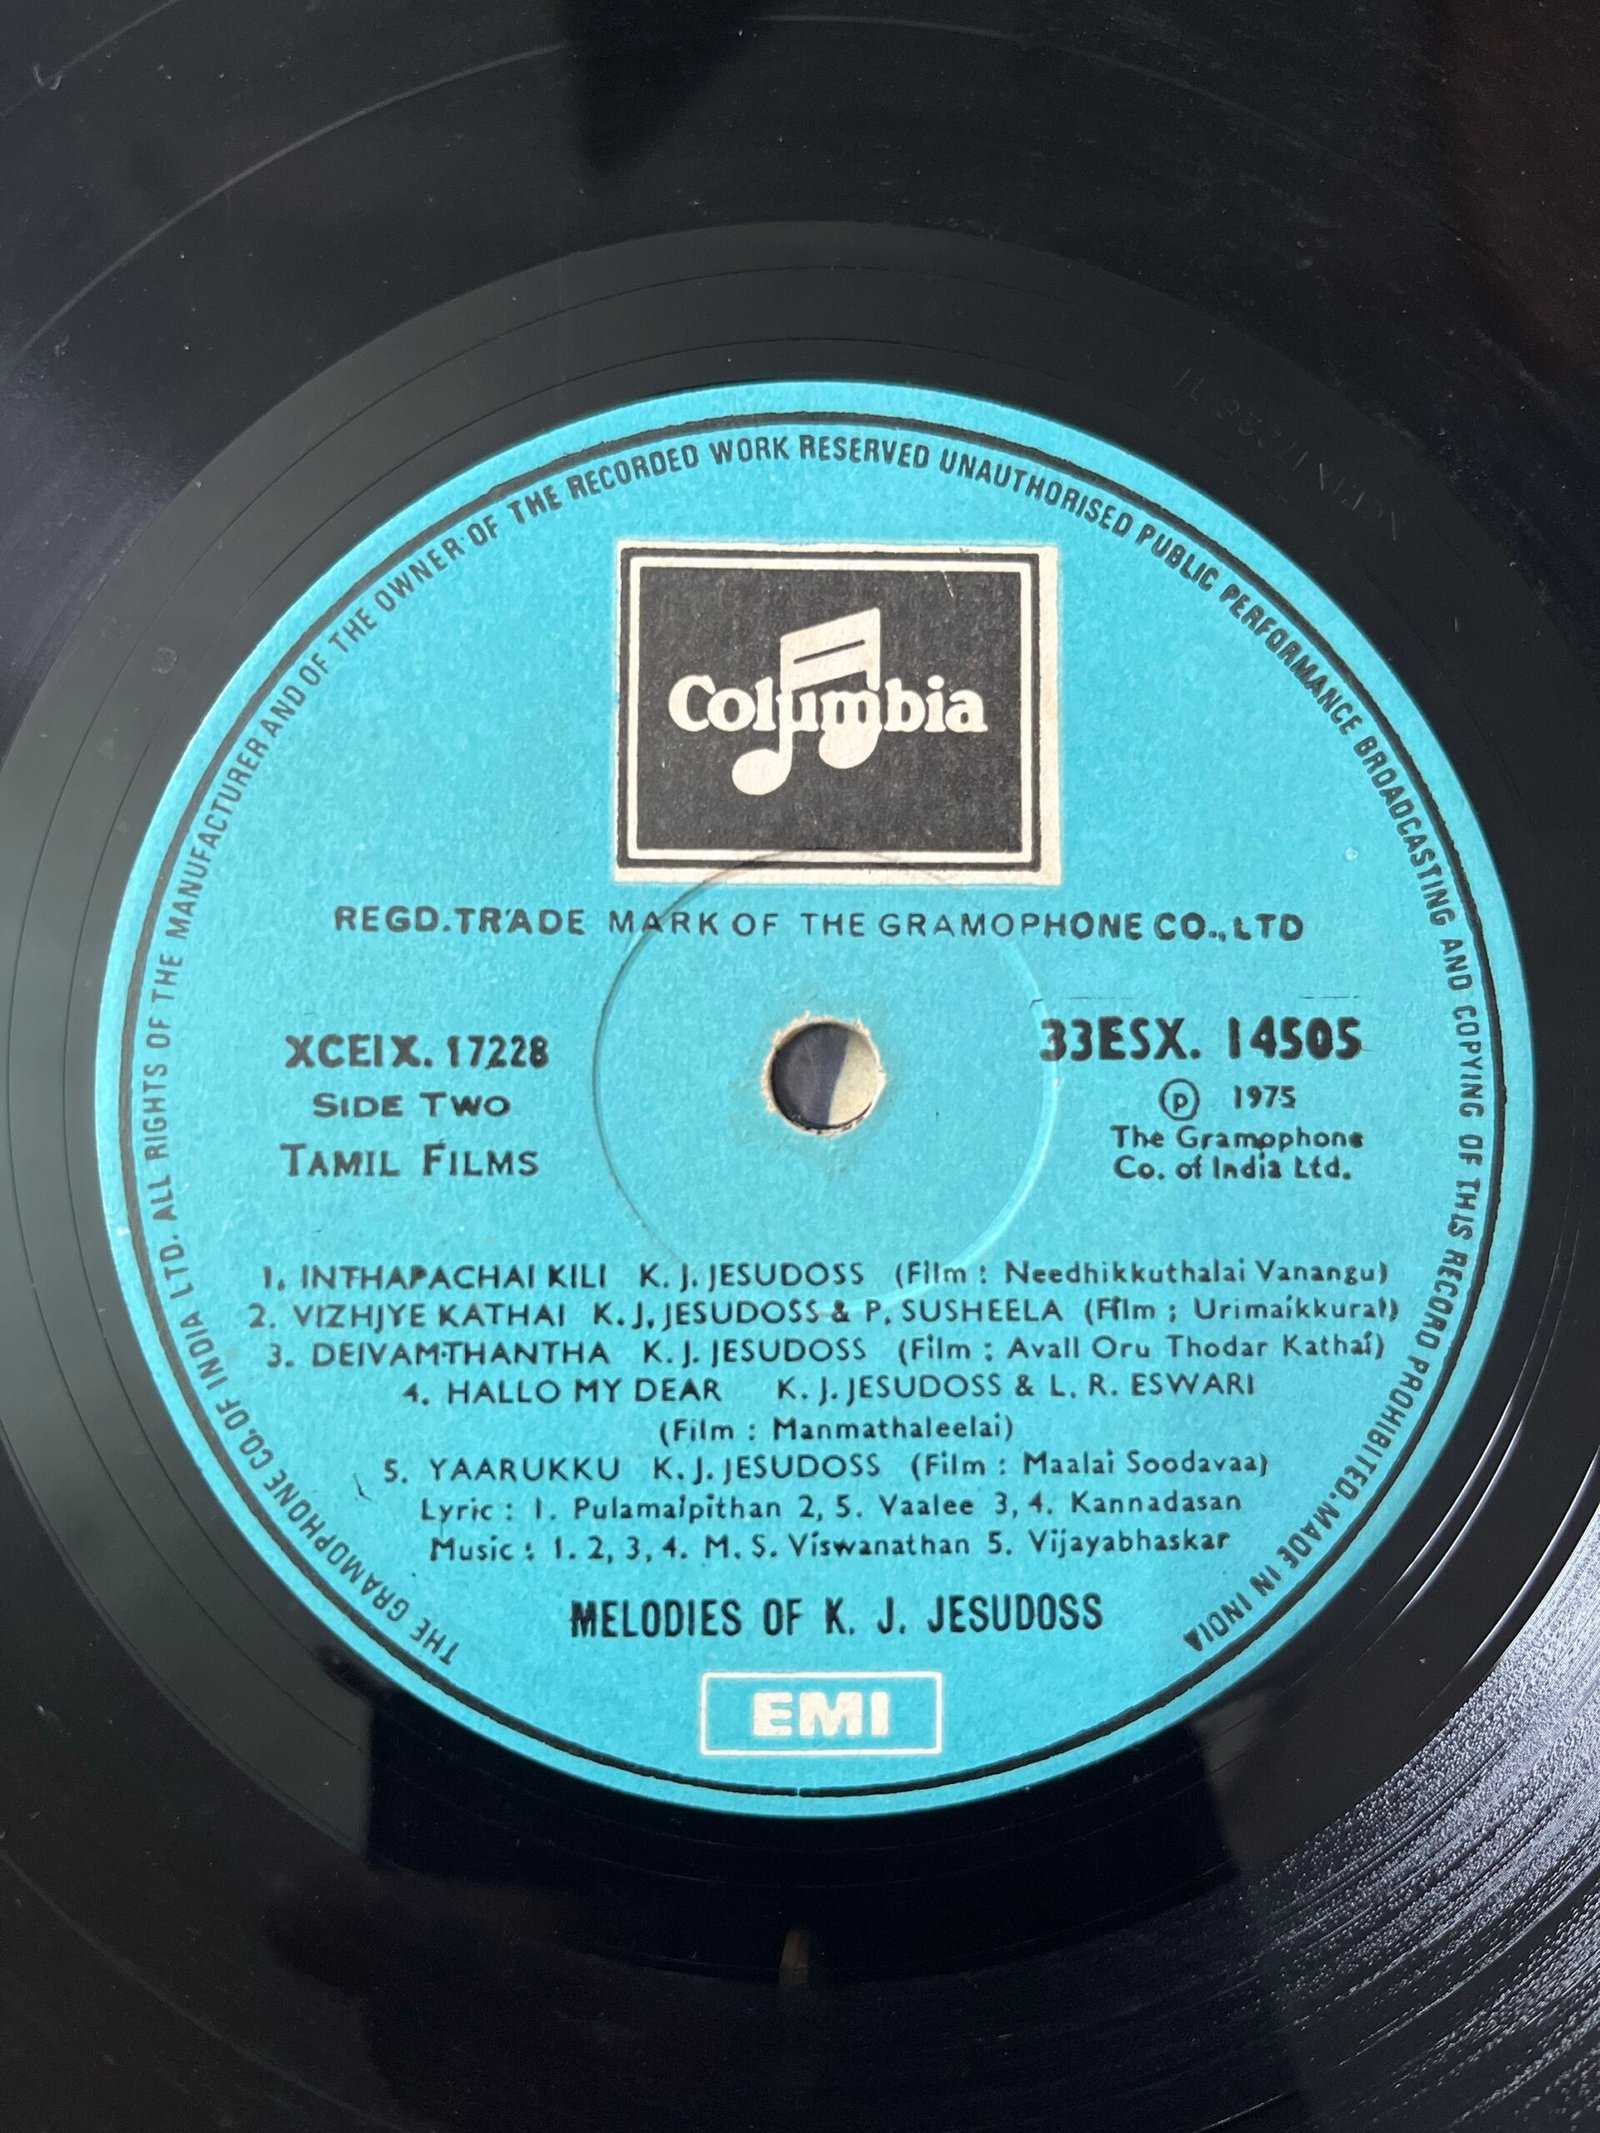 THE GRAMOPHONE CO. OF INDIA LTD. ALL RIGHTS OF THE MANUFACTURER AND OF THE OWNER OF THE RECORDED WORK RESERVED UNAUTHORISED PUBLIC PERFORMANCE BROADCASTING AND COPYING OF THIS RECORD PROHIBITED. MADE IN INDIA
Columbia
REGD. TRADE MARK OF THE GRAMOPHONE CO., LTD
XCEIX. 17228
SIDE TWO
TAMIL FILMS
33ESX. 14505
℗ 1975
The Gramophone
Co. of India Ltd.
1. INTHAPACHAI KILI K. J. JESUDOSS (Film : Needhikkuthalai Vanangu)
2. VIZHIYE KATHAI K. J. JESUDOSS & P. SUSHEELA (Film : Urimaikkural)
3. DEIVAM-THANTHA K. J. JESUDOSS (Film : Avall Oru Thodar Kathai)
4. HALLO MY DEAR K. J. JESUDOSS & L. R. ESWARI
(Film : Manmathaleelai)
5. YAARUKKU K. J. JESUDOSS (Film : Maalai Soodavaa)
Lyric : 1. Pulamaipithan 2, 5. Vaalee 3, 4. Kannadasan
Music : 1. 2, 3, 4. M. S. Viswanathan 5. Vijayabhaskar
MELODIES OF K. J. JESUDOSS
EMI